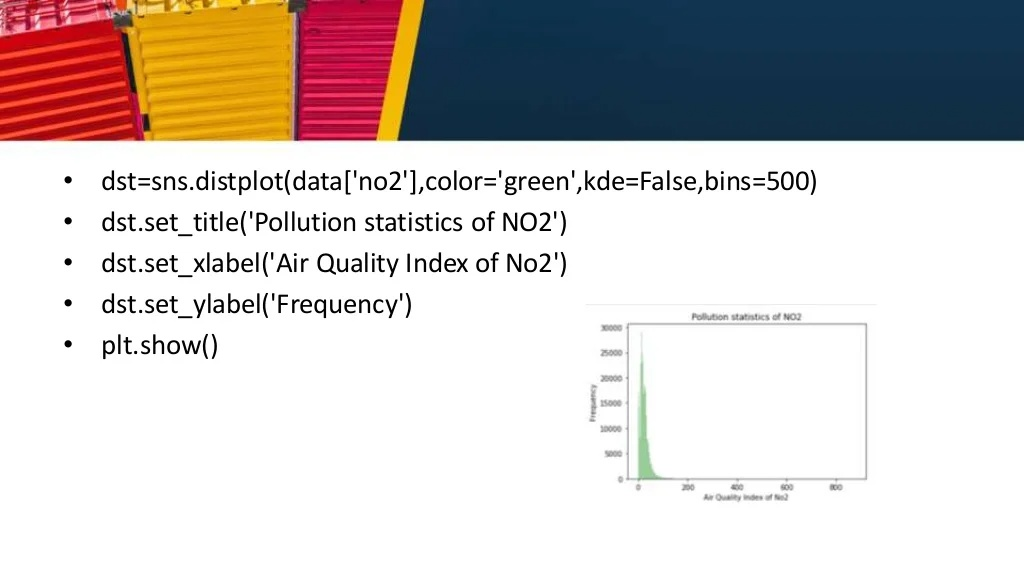 • dst=sns.distplot(data['no2'],color='green',kde=False,bins=500)
• dst.set_title('Pollution statistics of NO2')
• dst.set_xlabel('Air Quality Index of No2')
• dst.set_ylabel('Frequency')
• plt.show()
Pollution statistics of NO2
30000
25000
20000
15000
10000
5000
0
Frequency
0 200 400 600 800
Air Quality Index of No2